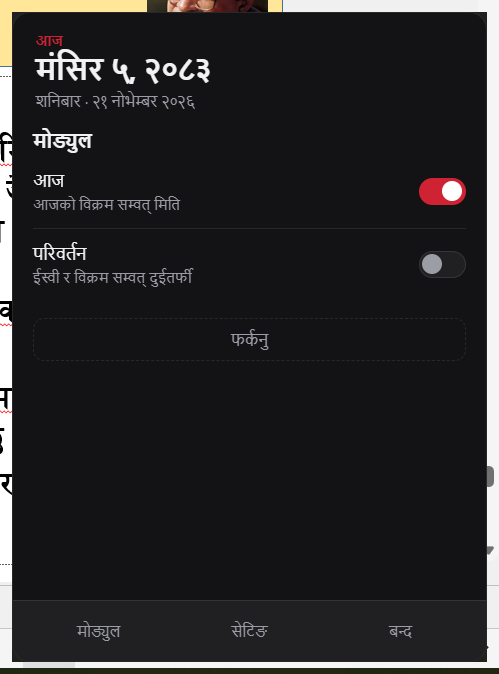 आज
मंसिर ५, २०८३
शनिबार · २१ नोभेम्बर २०२६
मोड्युल
आज
आजको विक्रम सम्वत् मिति
परिवर्तन
ईस्वी र विक्रम सम्वत् दुईतर्फी
फर्कनु
मोड्युल
सेटिङ
बन्द